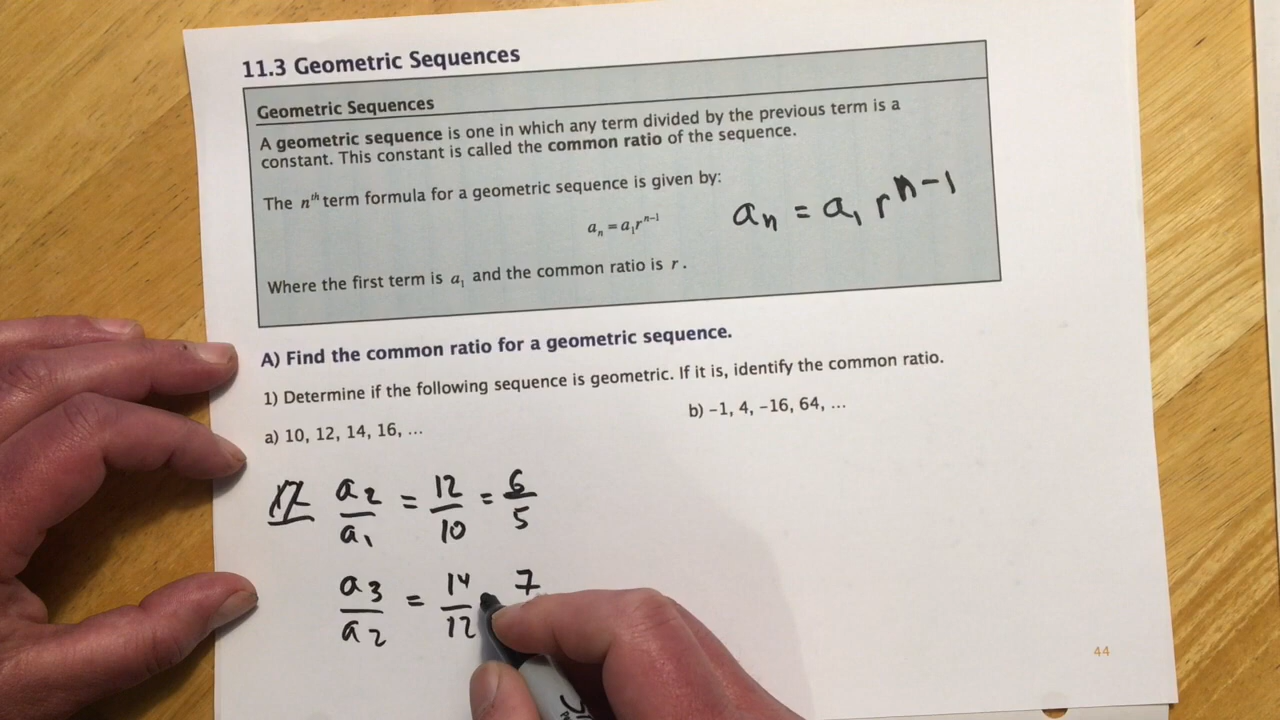 11.3 Geometric Sequences
Geometric Sequences
A geometric sequence is one in which any term divided by the previous term is a
constant. This constant is called the common ratio of the sequence.
The nth term formula for a geometric sequence is given by:
aₙ = a₁rⁿ⁻¹
aₙ = a₁ rⁿ⁻¹
Where the first term is a₁ and the common ratio is r.
A) Find the common ratio for a geometric sequence.
1) Determine if the following sequence is geometric. If it is, identify the common ratio.
a) 10, 12, 14, 16, ...
b) -1, 4, -16, 64, ...
a₂/a₁ = 12/10 = 6/5
a₃/a₂ = 14/12 7
44